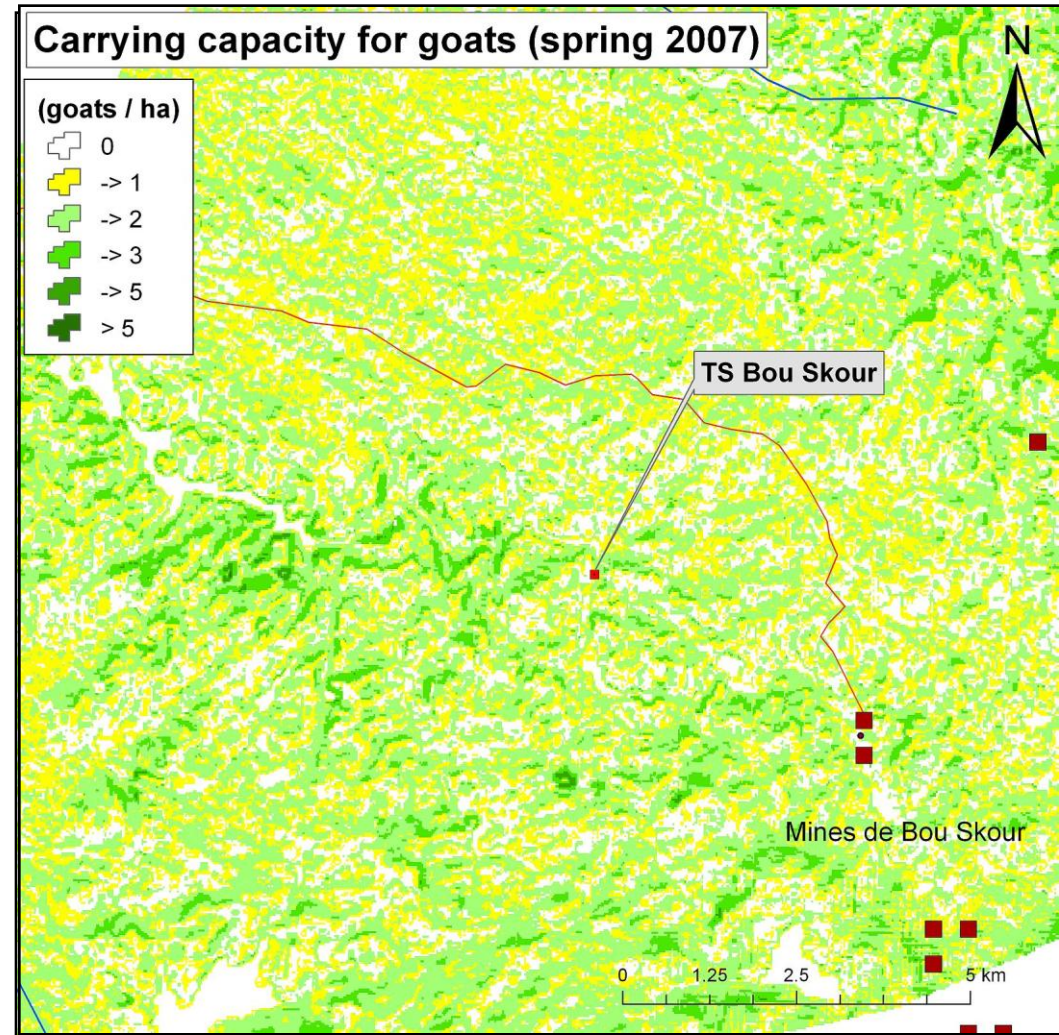 Carrying capacity for goats (spring 2007)
N
(goats / ha)
0
-> 1
-> 2
-> 3
-> 5
> 5
TS Bou Skour
Mines de Bou Skour
0 1.25 2.5 5 km